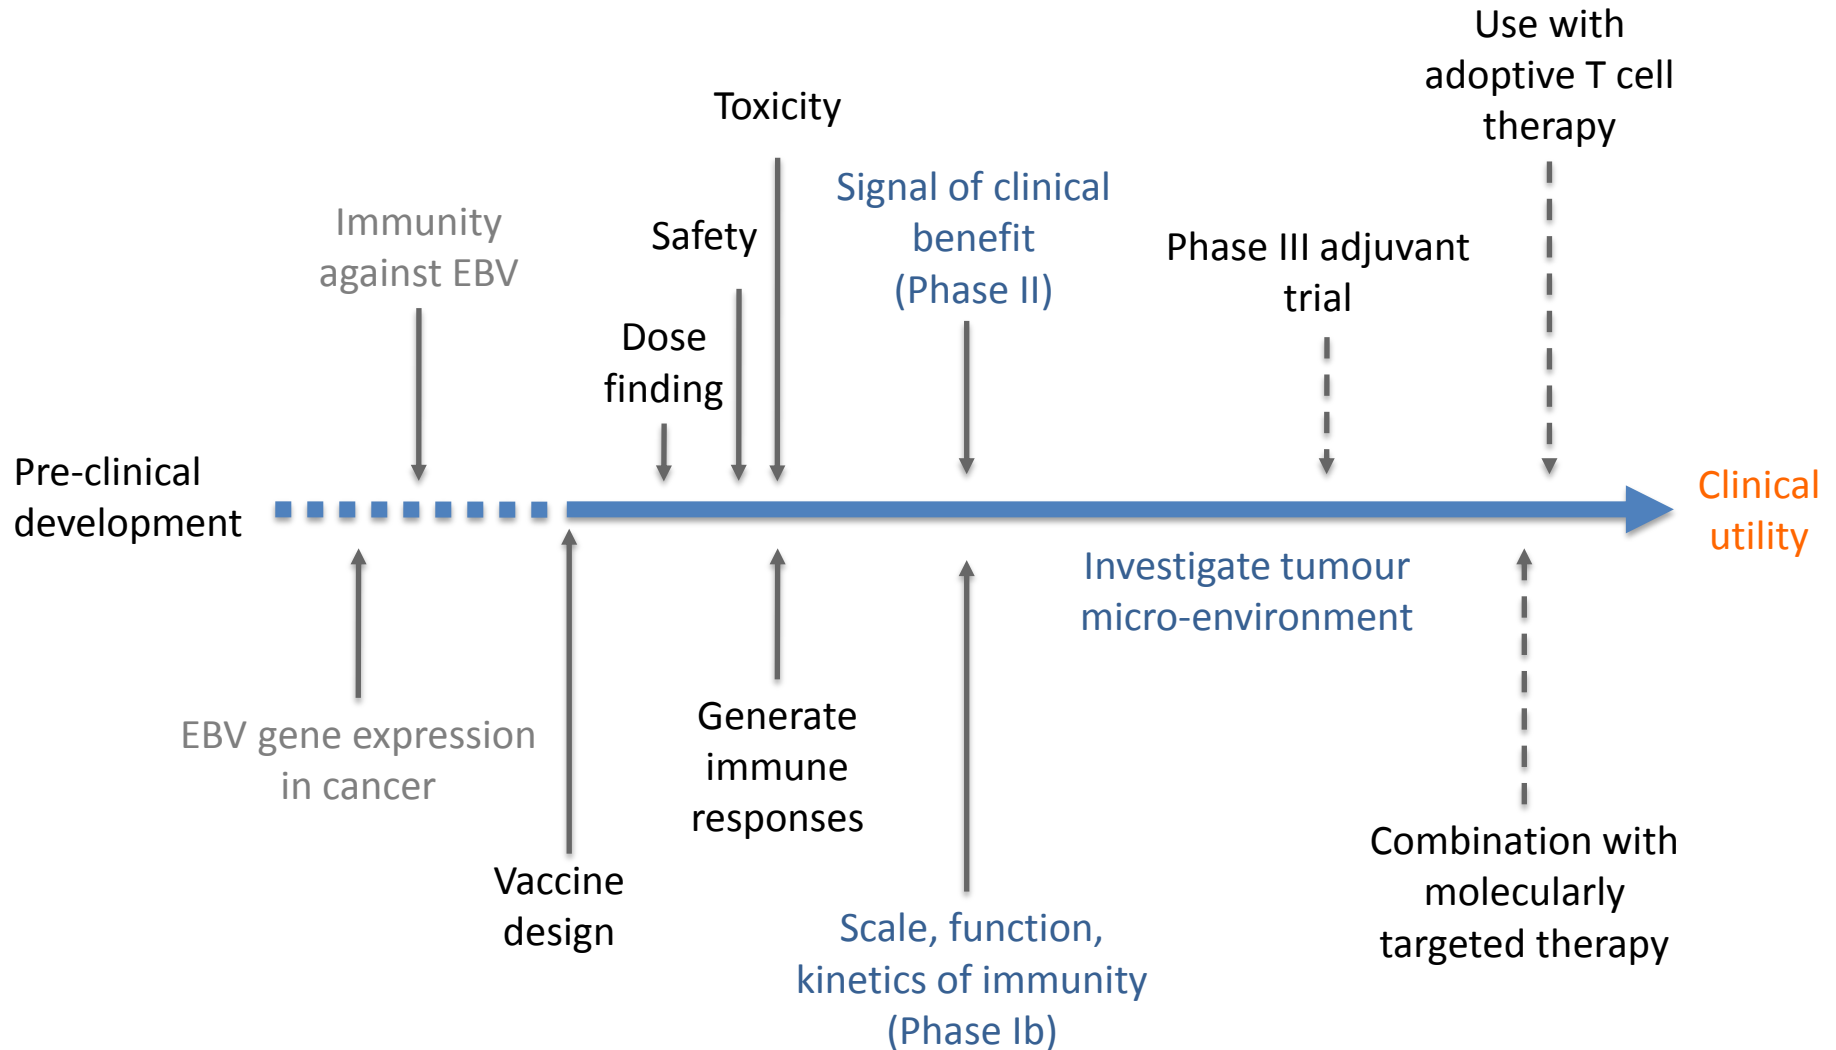 Use with
adoptive T cell
therapy
Toxicity
Signal of clinical
benefit
(Phase II)
Immunity
against EBV
Safety
Phase III adjuvant
trial
Dose
finding
Pre-clinical
development
Clinical
utility
Investigate tumour
micro-environment
EBV gene expression
in cancer
Generate
immune
responses
Vaccine
design
Combination with
molecularly
targeted therapy
Scale, function,
kinetics of immunity
(Phase Ib)